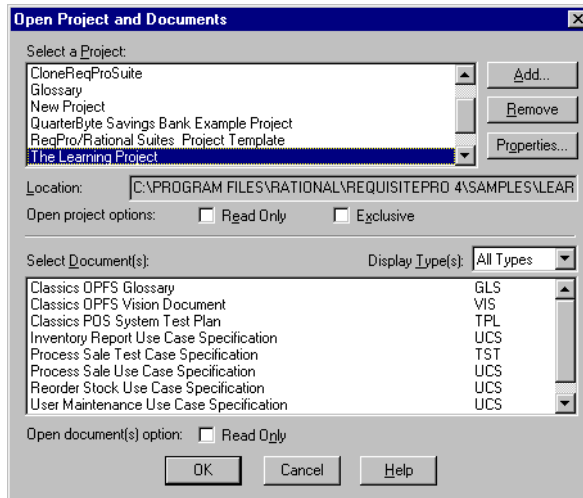 Open Project and Documents
Select a Project:
CloneReqProSuite
Glossary
New Project
QuarterByte Savings Bank Example Project
ReqPro/Rational Suites Project Template
The Learning Project
Add...
Remove
Properties...
Location: C:\PROGRAM FILES\RATIONAL\REQUISITEPRO 4\SAMPLES\LEAR
Open project options: Read Only Exclusive
Select Document(s): Display Type(s): All Types
Classics OPFS Glossary GLS
Classics OPFS Vision Document VIS
Classics POS System Test Plan TPL
Inventory Report Use Case Specification UCS
Process Sale Test Case Specification TST
Process Sale Use Case Specification UCS
Reorder Stock Use Case Specification UCS
User Maintenance Use Case Specification UCS
Open document(s) option: Read Only
OK Cancel Help